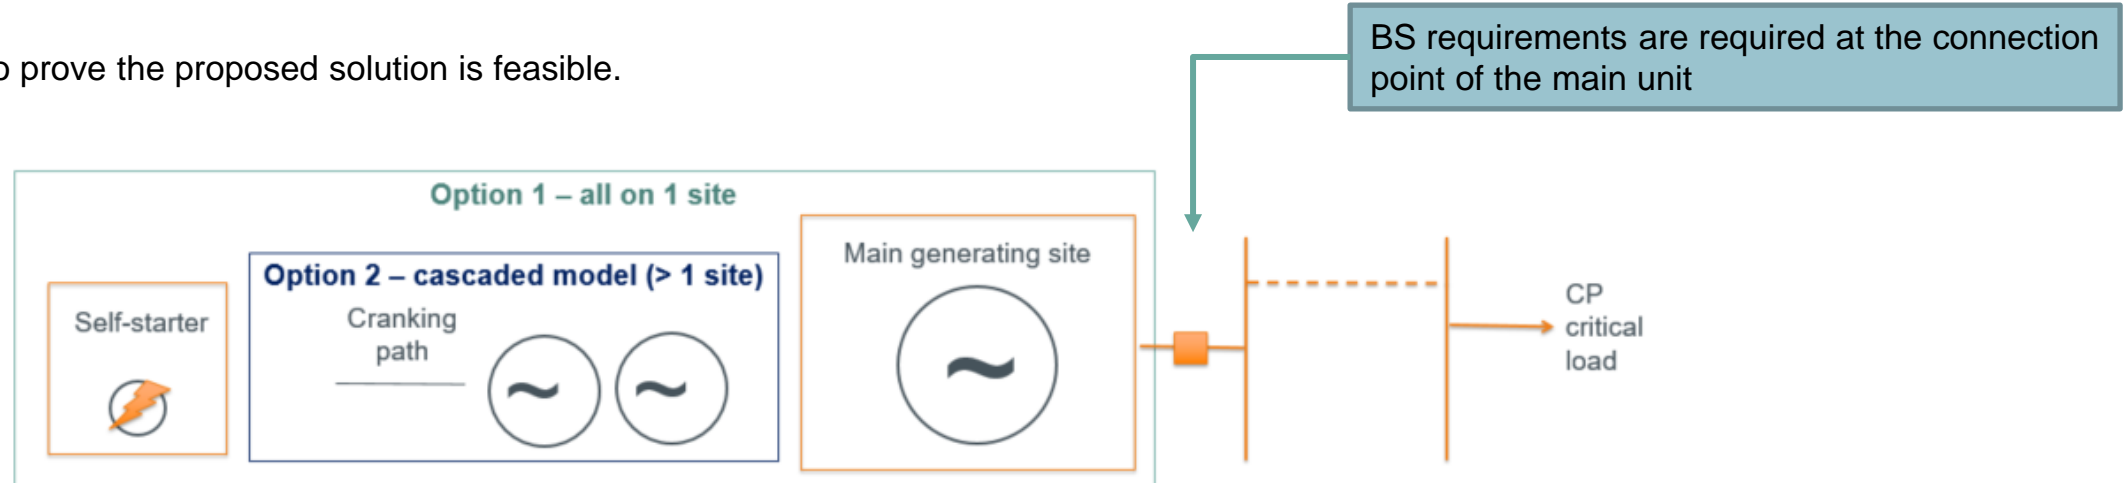 BS requirements are required at the connection
point of the main unit
o prove the proposed solution is feasible.
Option 1 – all on 1 site
Option 2 – cascaded model (> 1 site)
Main generating site
Self-starter
Cranking
path
CP
critical
load